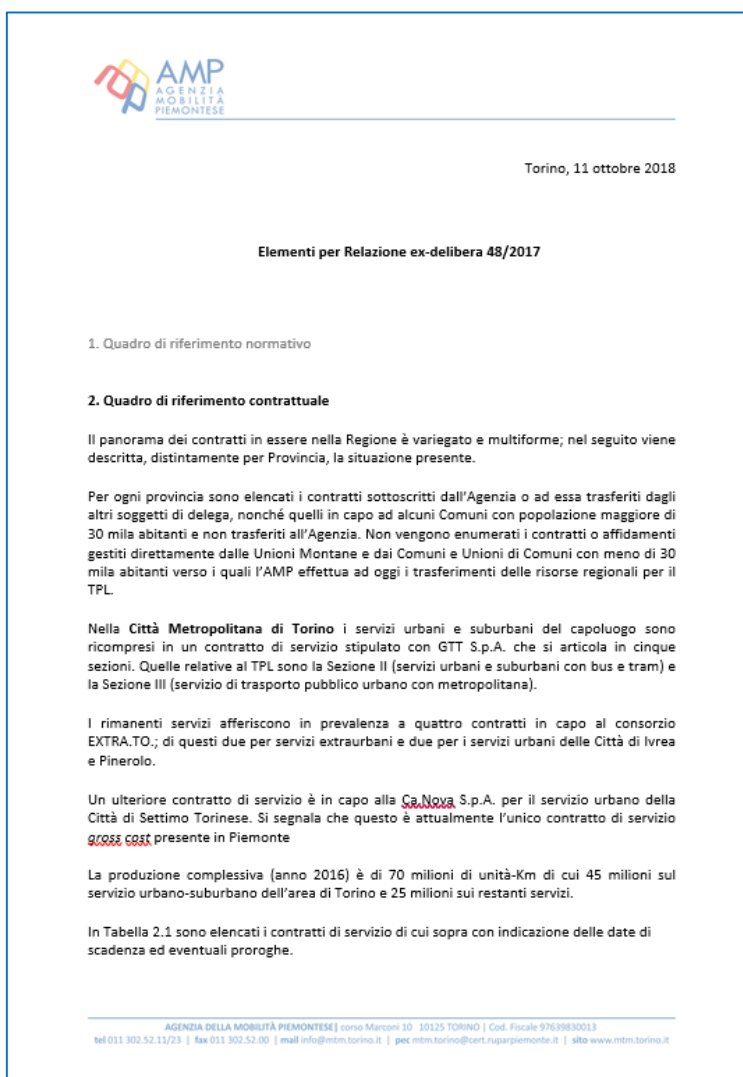 AMP
AGENZIA
MOBILITÀ
PIEMONTESE
Torino, 11 ottobre 2018
Elementi per Relazione ex-delibera 48/2017
1. Quadro di riferimento normativo
2. Quadro di riferimento contrattuale
Il panorama dei contratti in essere nella Regione è variegato e multiforme; nel seguito viene
descritta, distintamente per Provincia, la situazione presente.
Per ogni provincia sono elencati i contratti sottoscritti dall'Agenzia o ad essa trasferiti dagli
altri soggetti di delega, nonché quelli in capo ad alcuni Comuni con popolazione maggiore di
30 mila abitanti e non trasferiti all'Agenzia. Non vengono enumerati i contratti o affidamenti
gestiti direttamente dalle Unioni Montane e dai Comuni e Unioni di Comuni con meno di 30
mila abitanti verso i quali l'AMP effettua ad oggi i trasferimenti delle risorse regionali per il
TPL.
Nella Città Metropolitana di Torino i servizi urbani e suburbani del capoluogo sono
ricompresi in un contratto di servizio stipulato con GTT S.p.A. che si articola in cinque
sezioni. Quelle relative al TPL sono la Sezione II (servizi urbani e suburbani con bus e tram) e
la Sezione III (servizio di trasporto pubblico urbano con metropolitana).
I rimanenti servizi afferiscono in prevalenza a quattro contratti in capo al consorzio
EXTRA.TO.; di questi due per servizi extraurbani e due per i servizi urbani delle Città di Ivrea
e Pinerolo.
Un ulteriore contratto di servizio è in capo alla Ca.Nova S.p.A. per il servizio urbano della
Città di Settimo Torinese. Si segnala che questo è attualmente l'unico contratto di servizio
gross cost presente in Piemonte
La produzione complessiva (anno 2016) è di 70 milioni di unità-Km di cui 45 milioni sul
servizio urbano-suburbano dell'area di Torino e 25 milioni sui restanti servizi.
In Tabella 2.1 sono elencati i contratti di servizio di cui sopra con indicazione delle date di
scadenza ed eventuali proroghe.
AGENZIA DELLA MOBILITÀ PIEMONTESE| corso Marconi 10 10125 TORINO | Cod. Fiscale 97639830013
tel 011 302.52.11/23 | fax 011 302.52.00 | mail info@mtm.torino.it | pec mtm.torino@cert.ruparpiemonte.it | sito www.mtm.torino.it